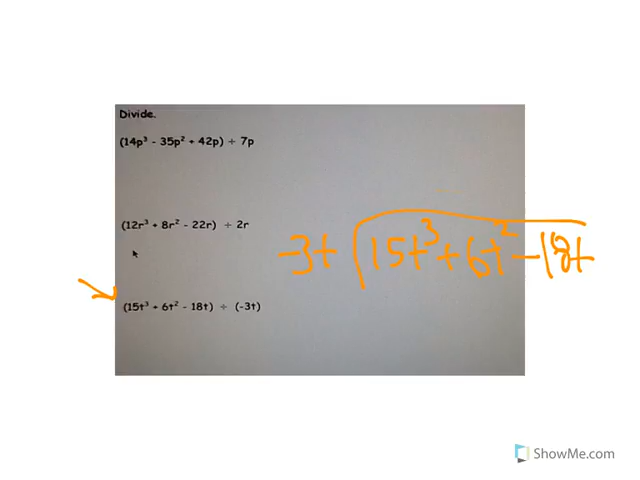 Divide.
(14p³ - 35p² + 42p) ÷ 7p
(12r³ + 8r² - 22r) ÷ 2r
-3t 15t³ + 6t² - 18t
(15t³ + 6t² - 18t) ÷ (-3t)
ShowMe.com